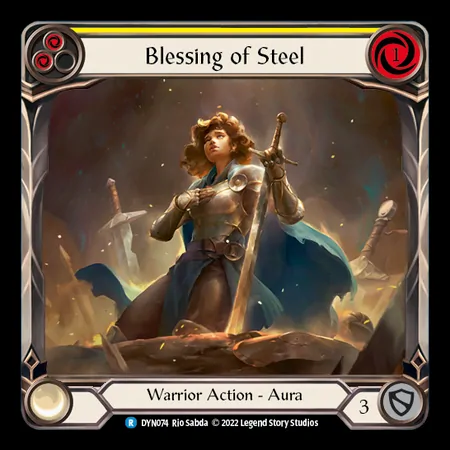 Blessing of Steel
1
Warrior Action - Aura
3
R DYN074 Rio Sabda © 2022 Legend Story Studios